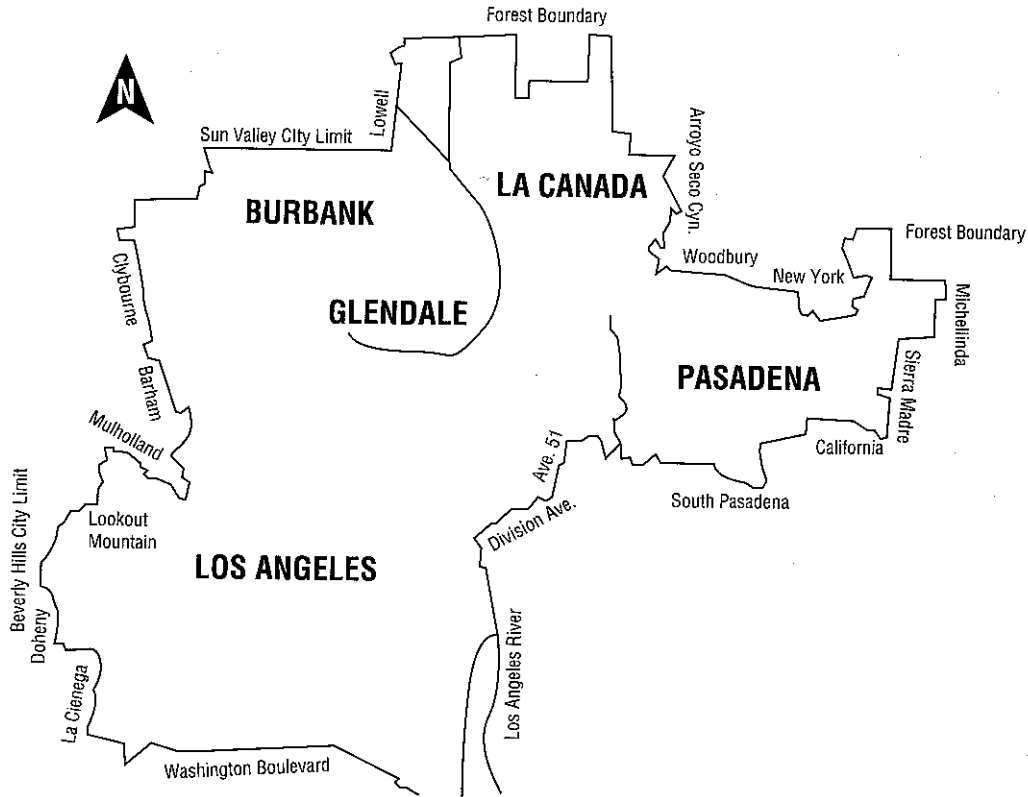 Forest Boundary
N
Lowell
Sun Valley CIty Limit
Arroyo Seco Cyn.
LA CANADA
BURBANK
Forest Boundary
Woodbury
New York
Clybourne
Michellinda
GLENDALE
PASADENA
Sierra Madre
Barham
Mulholland
California
Ave. 51
South Pasadena
Division Ave.
Lookout
Mountain
Beverly Hills City Limit
LOS ANGELES
Doheny
Los Angeles River
La Cienega
Washington Boulevard